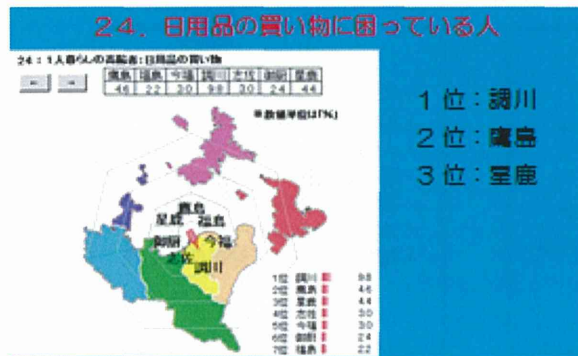 24．日用品の買い物に困っている人
24：1人暮らしの高齢者:日用品の買い物
鷹島 福島 今福 調川 志佐 御厨 星鹿
46 22 30 98 30 24 44
※数値単位は「％」
1位：調川
2位：鷹島
3位：星鹿
鷹島
星鹿 福島
御厨 今福
志佐
調川
1位 調川 98
2位 鷹島 46
3位 星鹿 44
4位 志佐 30
5位 今福 30
6位 御厨 24
7位 福島 22